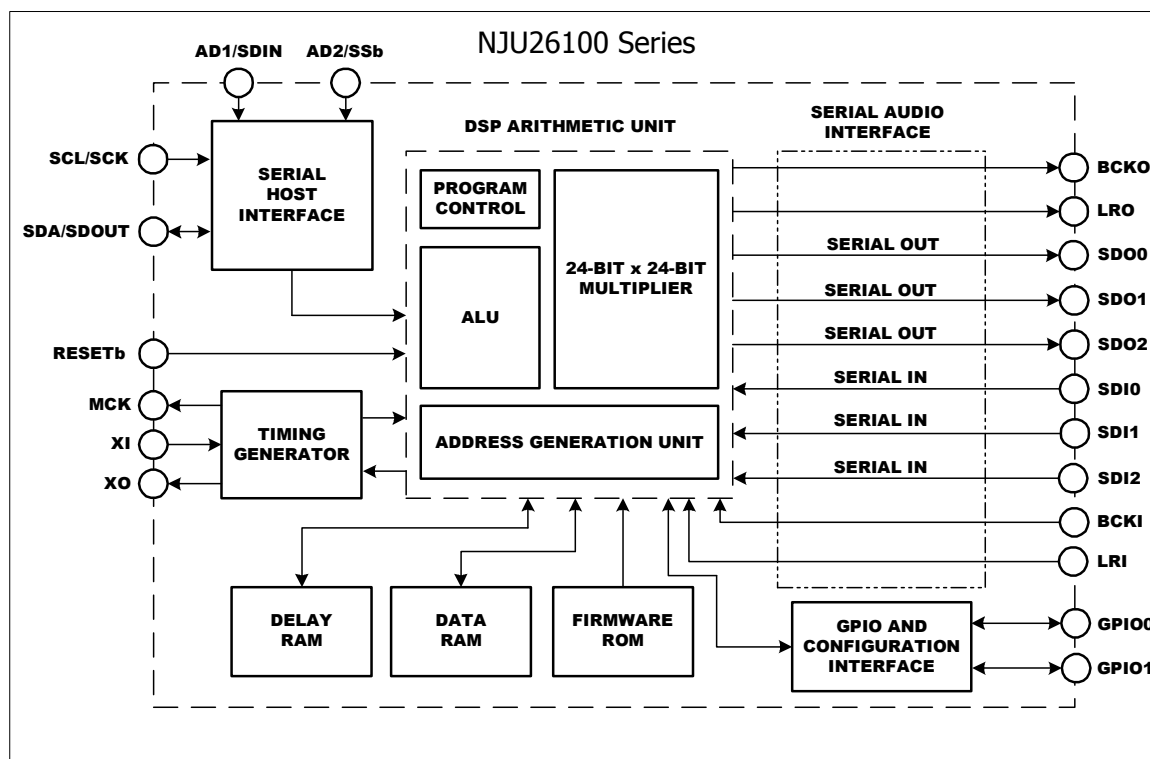 NJU26100 Series
AD1/SDIN
AD2/SSb
SERIAL AUDIO
INTERFACE
DSP ARITHMETIC UNIT
SCL/SCK
SERIAL
HOST
INTERFACE
SDA/SDOUT
PROGRAM
CONTROL
24-BIT x 24-BIT
MULTIPLIER
ALU
BCKO
LRO
SERIAL OUT
SDO0
SERIAL OUT
SDO1
SERIAL OUT
SDO2
RESETb
SERIAL IN
SDI0
MCK
XI
XO
TIMING
GENERATOR
ADDRESS GENERATION UNIT
SERIAL IN
SDI1
SERIAL IN
SDI2
BCKI
LRI
DELAY
RAM
DATA
RAM
FIRMWARE
ROM
GPIO AND
CONFIGURATION
INTERFACE
GPIO0
GPIO1